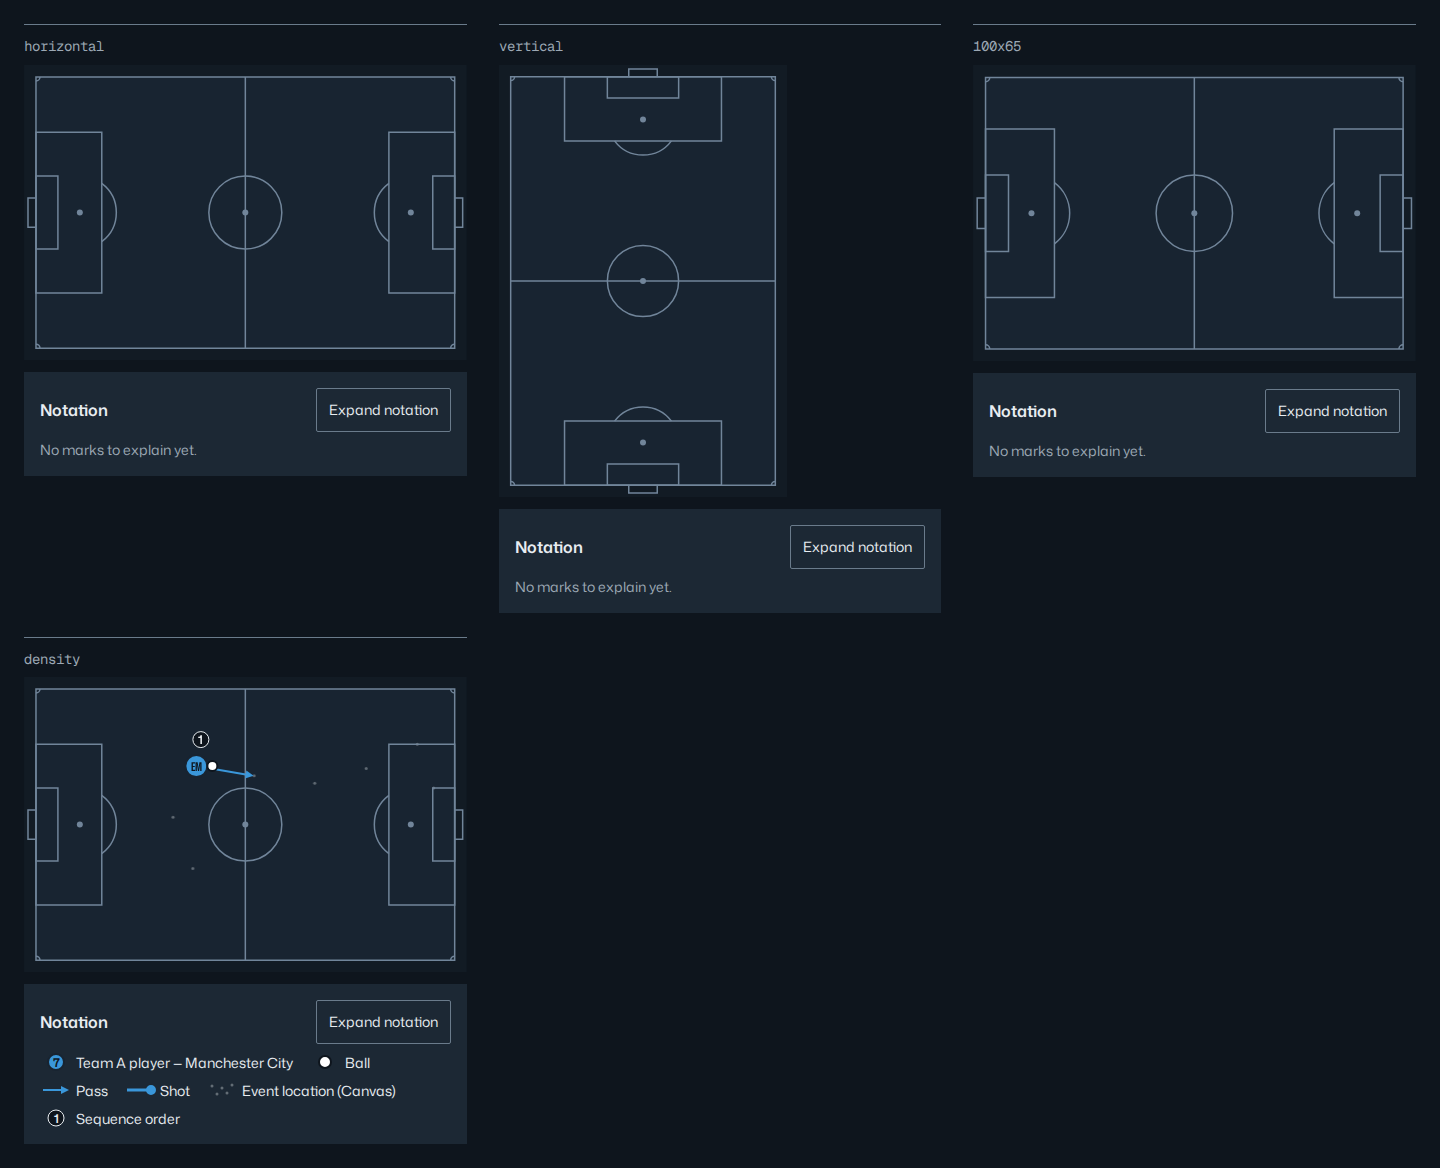 horizontal
vertical
100x65
Notation
Expand notation
No marks to explain yet.
Notation
Expand notation
No marks to explain yet.
Notation
Expand notation
No marks to explain yet.
density
1
EM
Notation
Expand notation
7 Team A player – Manchester City
Ball
Pass
Shot
Event location (Canvas)
1 Sequence order